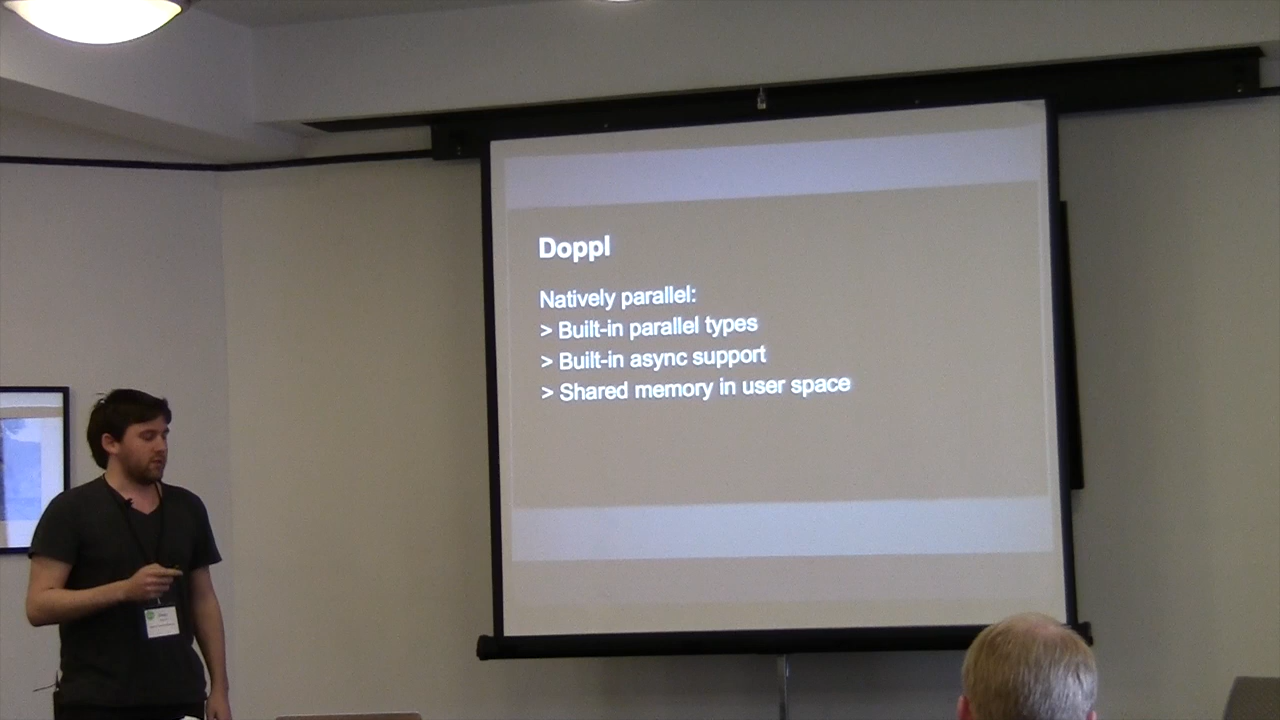 Doppl
Natively parallel:
> Built-in parallel types
> Built-in async support
> Shared memory in user space